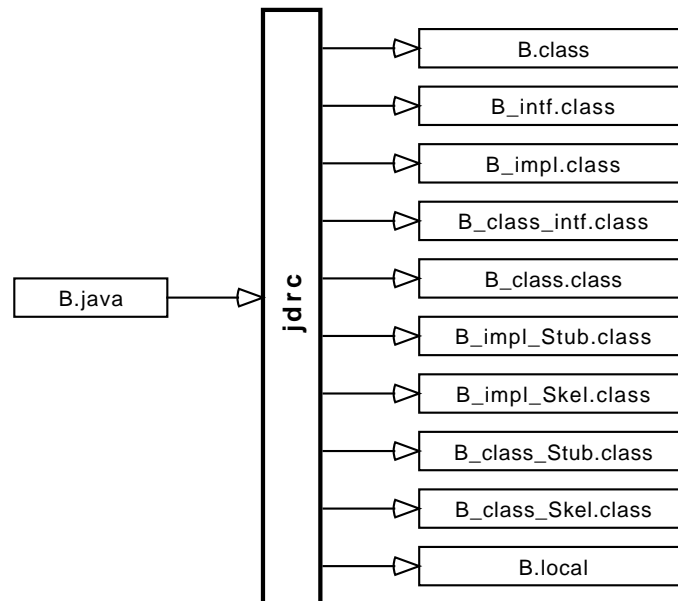 B.java
jdrc
B.class
B_intf.class
B_impl.class
B_class_intf.class
B_class.class
B_impl_Stub.class
B_impl_Skel.class
B_class_Stub.class
B_class_Skel.class
B.local